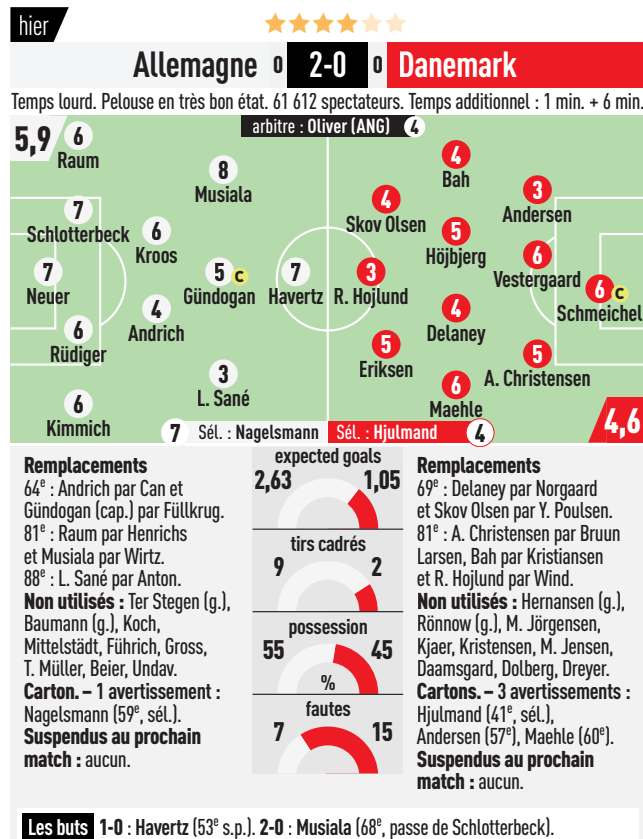 hier
Allemagne 0 2-0 0 Danemark
Temps lourd. Pelouse en très bon état. 61 612 spectateurs. Temps additionnel : 1 min. + 6 min.
arbitre : Oliver (ANG) 4
5,9
6
Raum
8
Musiala
7
Schlotterbeck
6
Kroos
7
Neuer
5 C
Gündogan
7
Havertz
4
Andrich
6
Rüdiger
3
L. Sané
6
Kimmich
4
Bah
3
Andersen
4
Skov Olsen
5
Höjbjerg
6
Vestergaard
3
R. Hojlund
6 C
Schmeichel
4
Delaney
5
Eriksen
5
A. Christensen
6
Maehle
7 Sél. : Nagelsmann
Sél. : Hjulmand 4
4,6
Remplacements
64e : Andrich par Can et
Gündogan (cap.) par Füllkrug.
81e : Raum par Henrichs
et Musiala par Wirtz.
88e : L. Sané par Anton.
Non utilisés : Ter Stegen (g.),
Baumann (g.), Koch,
Mittelstädt, Führich, Gross,
T. Müller, Beier, Undav.
Carton. – 1 avertissement :
Nagelsmann (59e, sél.).
Suspendus au prochain
match : aucun.
expected goals
2,63 1,05
tirs cadrés
9 2
possession
55 45
%
fautes
7 15
Remplacements
69e : Delaney par Norgaard
et Skov Olsen par Y. Poulsen.
81e : A. Christensen par Bruun
Larsen, Bah par Kristiansen
et R. Hojlund par Wind.
Non utilisés : Hernansen (g.),
Rönnow (g.), M. Jörgensen,
Kjaer, Kristensen, M. Jensen,
Daamsgard, Dolberg, Dreyer.
Cartons. – 3 avertissements :
Hjulmand (41e, sél.),
Andersen (57e), Maehle (60e).
Suspendus au prochain
match : aucun.
Les buts 1-0 : Havertz (53e s.p.). 2-0 : Musiala (68e, passe de Schlotterbeck).